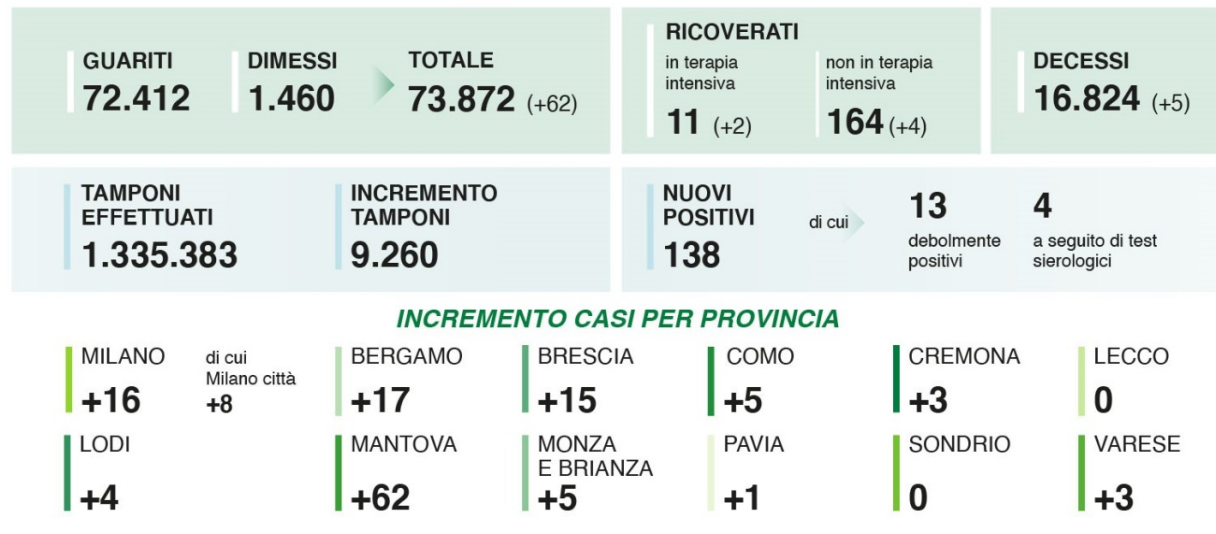 GUARITI
72.412
DIMESSI
1.460
TOTALE
73.872 (+62)
RICOVERATI
in terapia
intensiva
11 (+2)
non in terapia
intensiva
164 (+4)
DECESSI
16.824 (+5)
TAMPONI
EFFETTUATI
1.335.383
INCREMENTO
TAMPONI
9.260
NUOVI
POSITIVI
138
di cui
13
debolmente
positivi
4
a seguito di test
sierologici
INCREMENTO CASI PER PROVINCIA
MILANO
+16
di cui
Milano città
+8
BERGAMO
+17
BRESCIA
+15
COMO
+5
CREMONA
+3
LECCO
0
LODI
+4
MANTOVA
+62
MONZA
E BRIANZA
+5
PAVIA
+1
SONDRIO
0
VARESE
+3